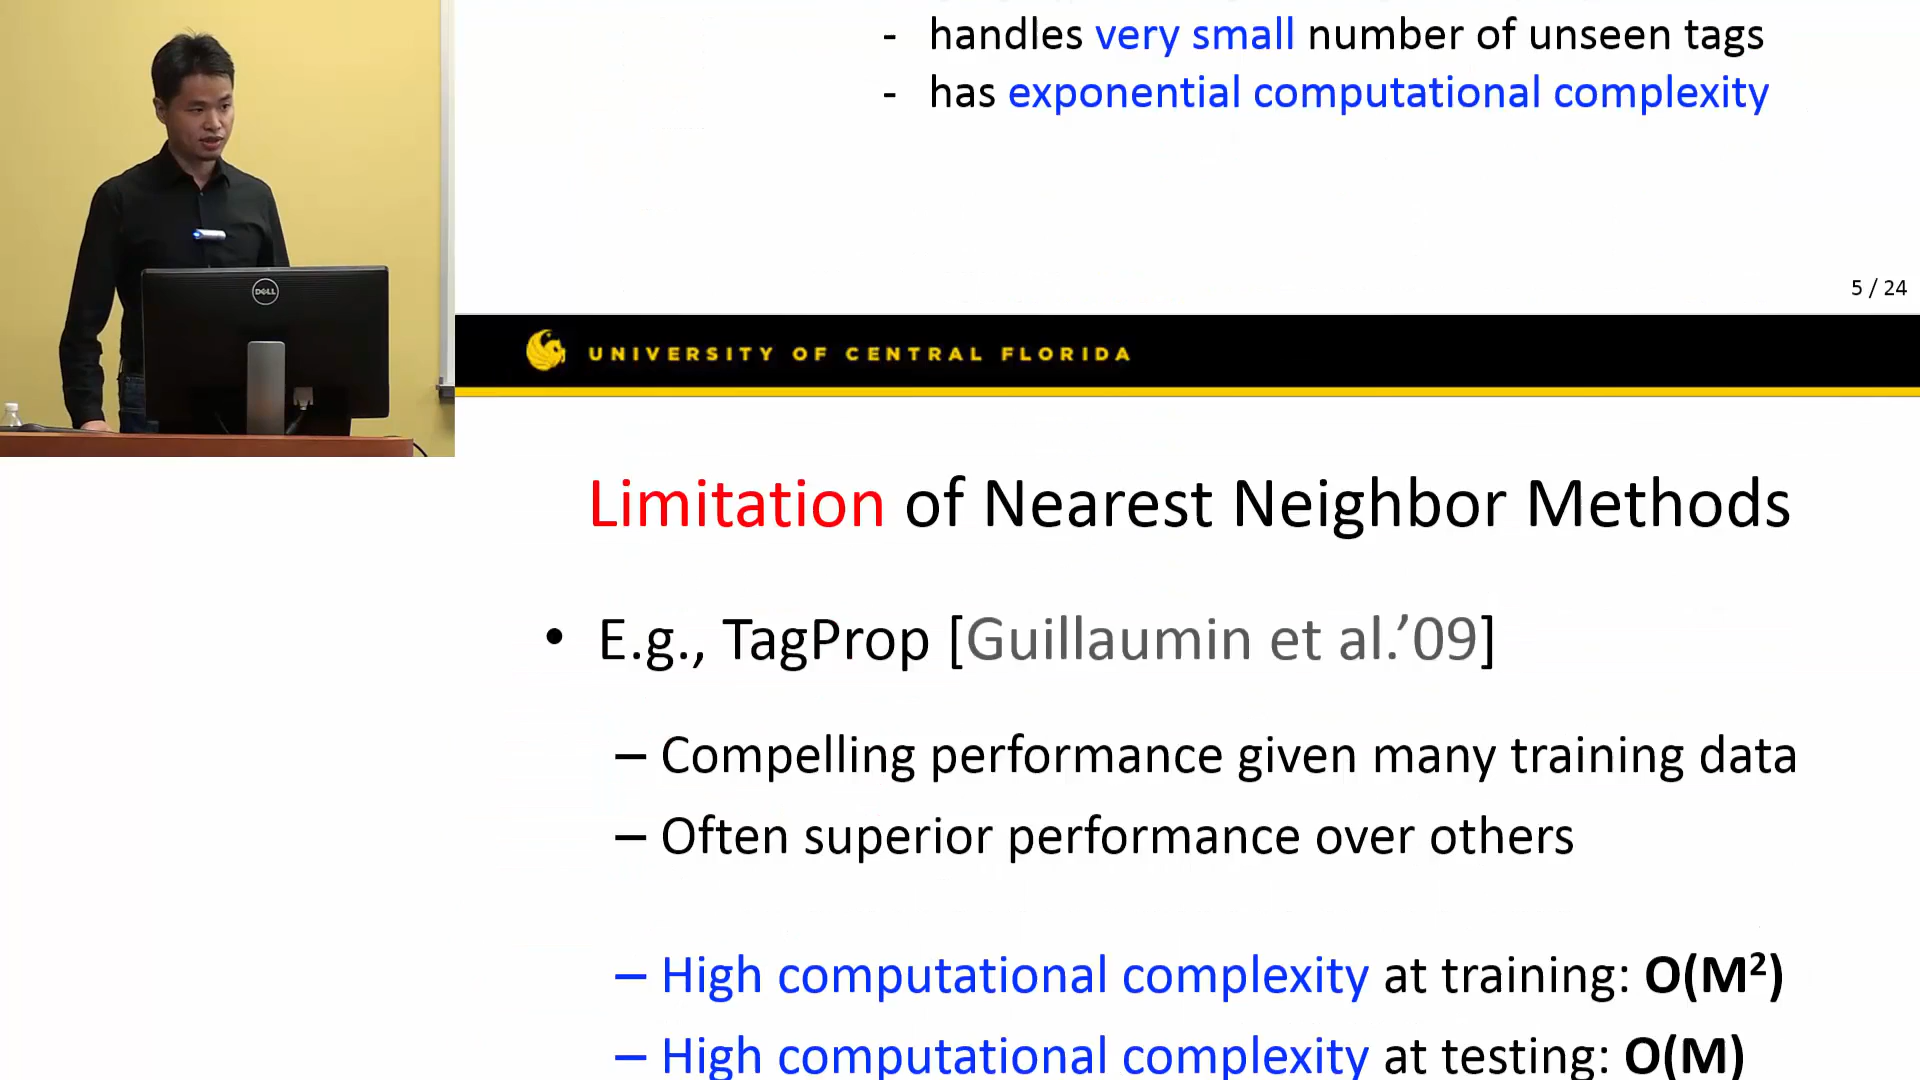 - handles very small number of unseen tags
- has exponential computational complexity
5 / 24
DELL
UNIVERSITY OF CENTRAL FLORIDA
Limitation of Nearest Neighbor Methods
• E.g., TagProp [Guillaumin et al.’09]
– Compelling performance given many training data
– Often superior performance over others
– High computational complexity at training: O(M²)
– High computational complexity at testing: O(M)